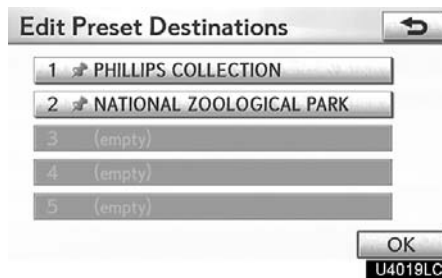 Edit Preset Destinations
1 PHILLIPS COLLECTION
2 NATIONAL ZOOLOGICAL PARK
3 (empty)
4 (empty)
5 (empty)
OK
U4019LC